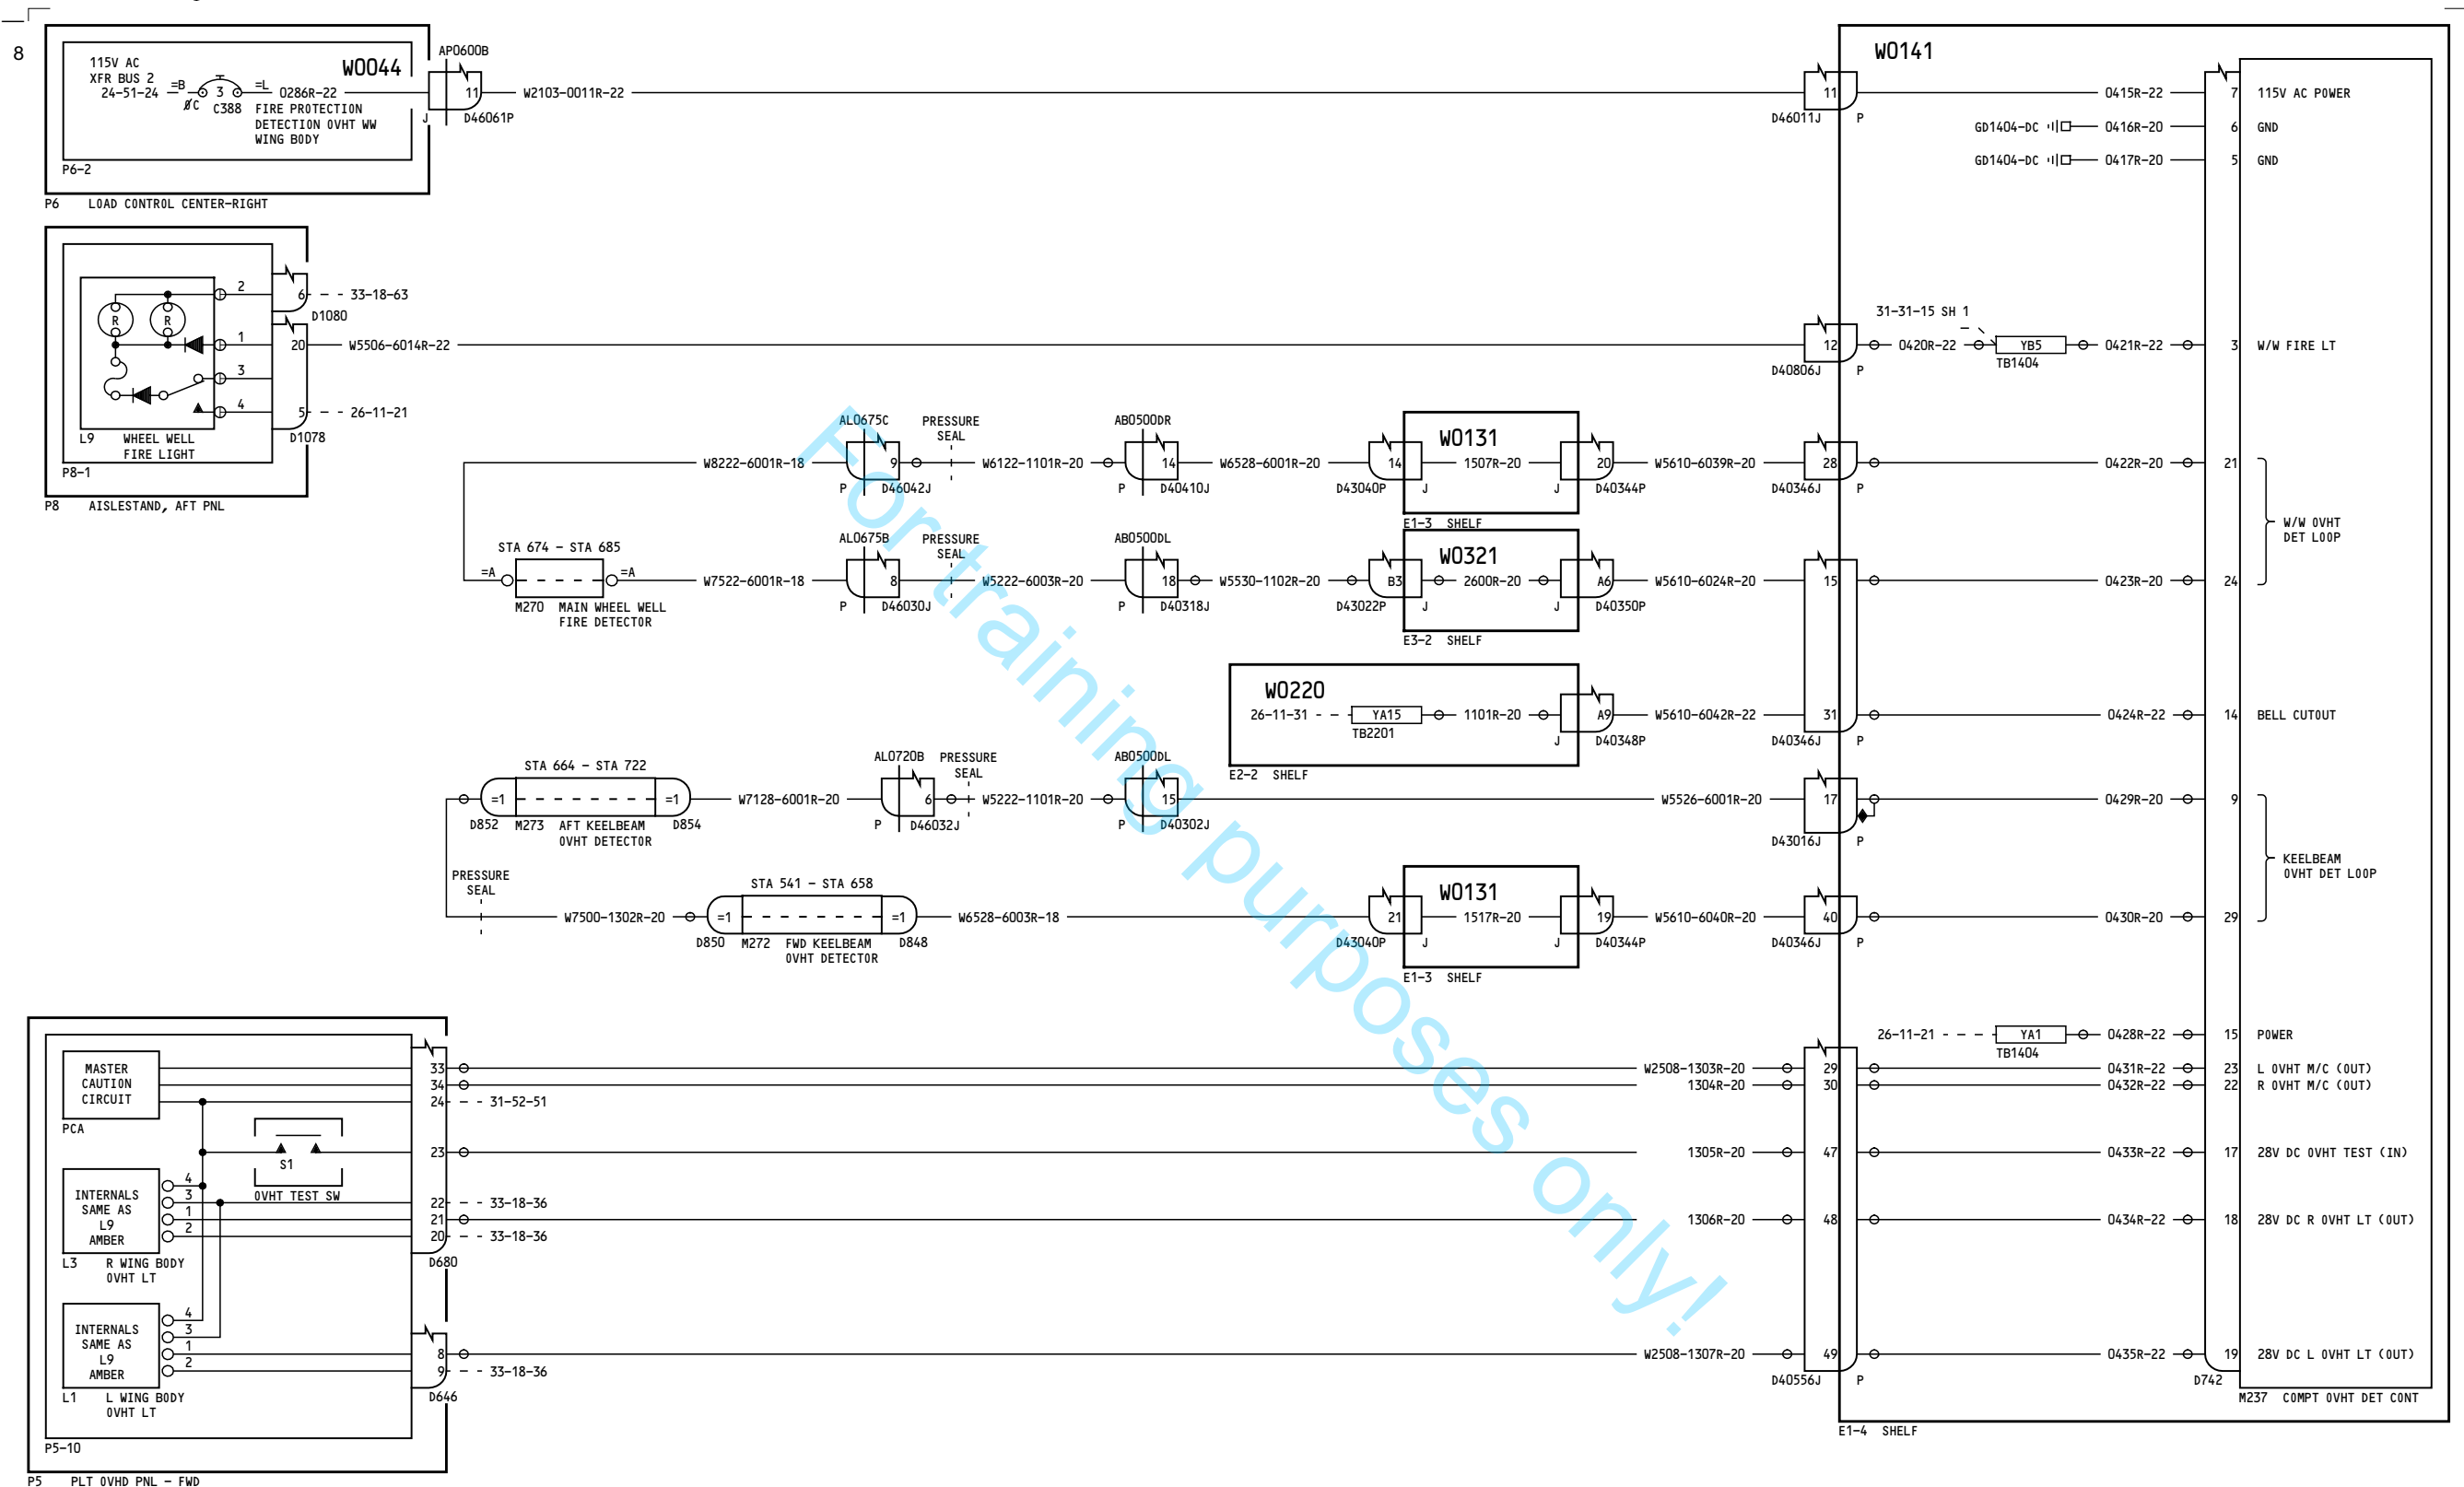 8
115V AC
XFR BUS 2
24-51-24
=B
ØC
3
C388
=L
0286R-22
FIRE PROTECTION
DETECTION OVHT WW
WING BODY
W0044
P6-2
P6 LOAD CONTROL CENTER-RIGHT
AP0600B
11
J
D46061P
W2103-0011R-22
11
D46011J
P
W0141
0415R-22
7
115V AC POWER
GD1404-DC
0416R-20
6
GND
GD1404-DC
0417R-20
5
GND
R
R
2
1
3
4
6
33-18-63
D1080
20
W5506-6014R-22
5
26-11-21
D1078
L9 WHEEL WELL
FIRE LIGHT
P8-1
P8 AISLESTAND, AFT PNL
12
D40806J
P
31-31-15 SH 1
0420R-22
YB5
TB1404
0421R-22
3
W/W FIRE LT
W8222-6001R-18
AL0675C
9
P
D46042J
PRESSURE
SEAL
W6122-1101R-20
AB0500DR
14
P
D40410J
W6528-6001R-20
14
D43040P
J
W0131
1507R-20
20
J
D40344P
E1-3 SHELF
W5610-6039R-20
28
D40346J
P
0422R-20
21
W/W OVHT
DET LOOP
STA 674 - STA 685
=A
=A
M270 MAIN WHEEL WELL
FIRE DETECTOR
W7522-6001R-18
AL0675B
8
P
D46030J
PRESSURE
SEAL
W5222-6003R-20
AB0500DL
18
P
D40318J
W5530-1102R-20
B3
D43022P
J
W0321
2600R-20
A6
J
D40350P
E3-2 SHELF
W5610-6024R-20
15
0423R-20
24
W0220
26-11-31
YA15
TB2201
1101R-20
A9
J
D40348P
E2-2 SHELF
W5610-6042R-22
31
D40346J
P
0424R-22
14
BELL CUTOUT
STA 664 - STA 722
=1
=1
D852 M273 AFT KEELBEAM
OVHT DETECTOR
D854
W7128-6001R-20
AL0720B
6
P
D46032J
PRESSURE
SEAL
W5222-1101R-20
AB0500DL
15
P
D40302J
W5526-6001R-20
17
D43016J
P
0429R-20
9
KEELBEAM
OVHT DET LOOP
PRESSURE
SEAL
W7500-1302R-20
STA 541 - STA 658
=1
=1
D850 M272 FWD KEELBEAM
OVHT DETECTOR
D848
W6528-6003R-18
21
D43040P
J
W0131
1517R-20
19
J
D40344P
E1-3 SHELF
W5610-6040R-20
40
D40346J
P
0430R-20
29
26-11-21
YA1
TB1404
0428R-22
15
POWER
MASTER
CAUTION
CIRCUIT
PCA
33
W2508-1303R-20
29
0431R-22
23
L OVHT M/C (OUT)
34
1304R-20
30
0432R-22
22
R OVHT M/C (OUT)
24
31-52-51
S1
OVHT TEST SW
23
1305R-20
47
0433R-22
17
28V DC OVHT TEST (IN)
INTERNALS
SAME AS
L9
AMBER
4
3
1
2
L3 R WING BODY
OVHT LT
22
33-18-36
21
1306R-20
48
0434R-22
18
28V DC R OVHT LT (OUT)
20
33-18-36
D680
INTERNALS
SAME AS
L9
AMBER
4
3
1
2
L1 L WING BODY
OVHT LT
8
W2508-1307R-20
49
0435R-22
19
28V DC L OVHT LT (OUT)
9
33-18-36
D646
D40556J
P
D742
M237 COMPT OVHT DET CONT
E1-4 SHELF
P5-10
P5 PLT OVHD PNL - FWD
For training purposes only!